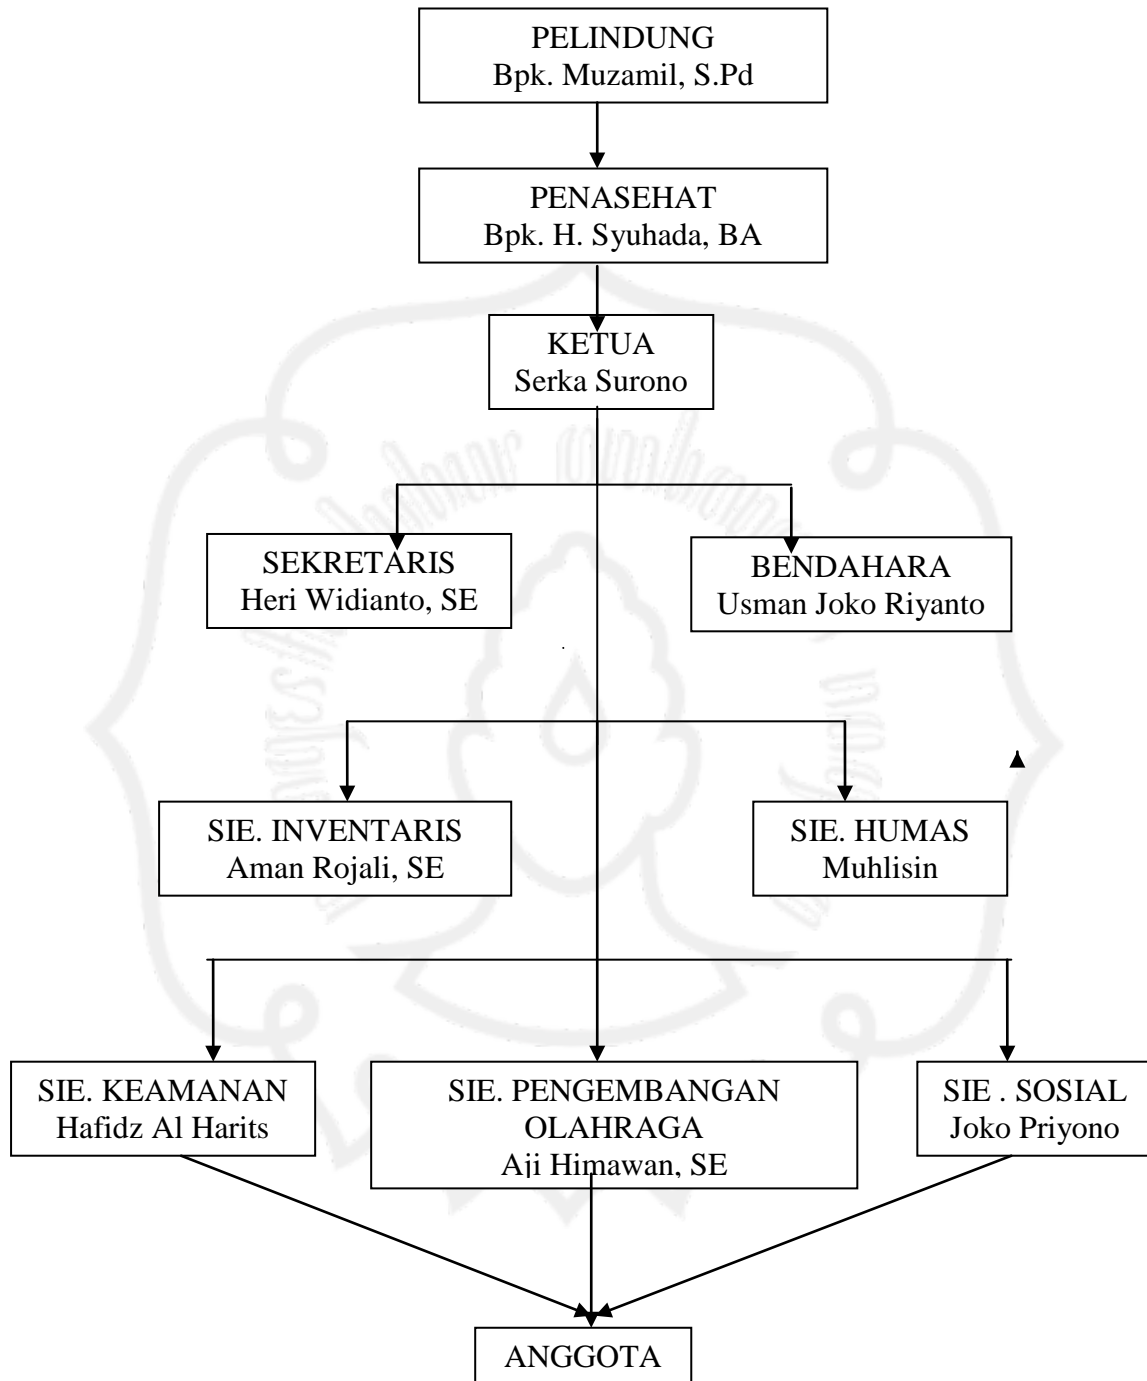 PELINDUNG
Bpk. Muzamil, S.Pd
PENASEHAT
Bpk. H. Syuhada, BA
KETUA
Serka Surono
SEKRETARIS
Heri Widianto, SE
BENDAHARA
Usman Joko Riyanto
SIE. INVENTARIS
Aman Rojali, SE
SIE. HUMAS
Muhlisin
SIE. KEAMANAN
Hafidz Al Harits
SIE. PENGEMBANGAN
OLAHRAGA
Aji Himawan, SE
SIE . SOSIAL
Joko Priyono
ANGGOTA